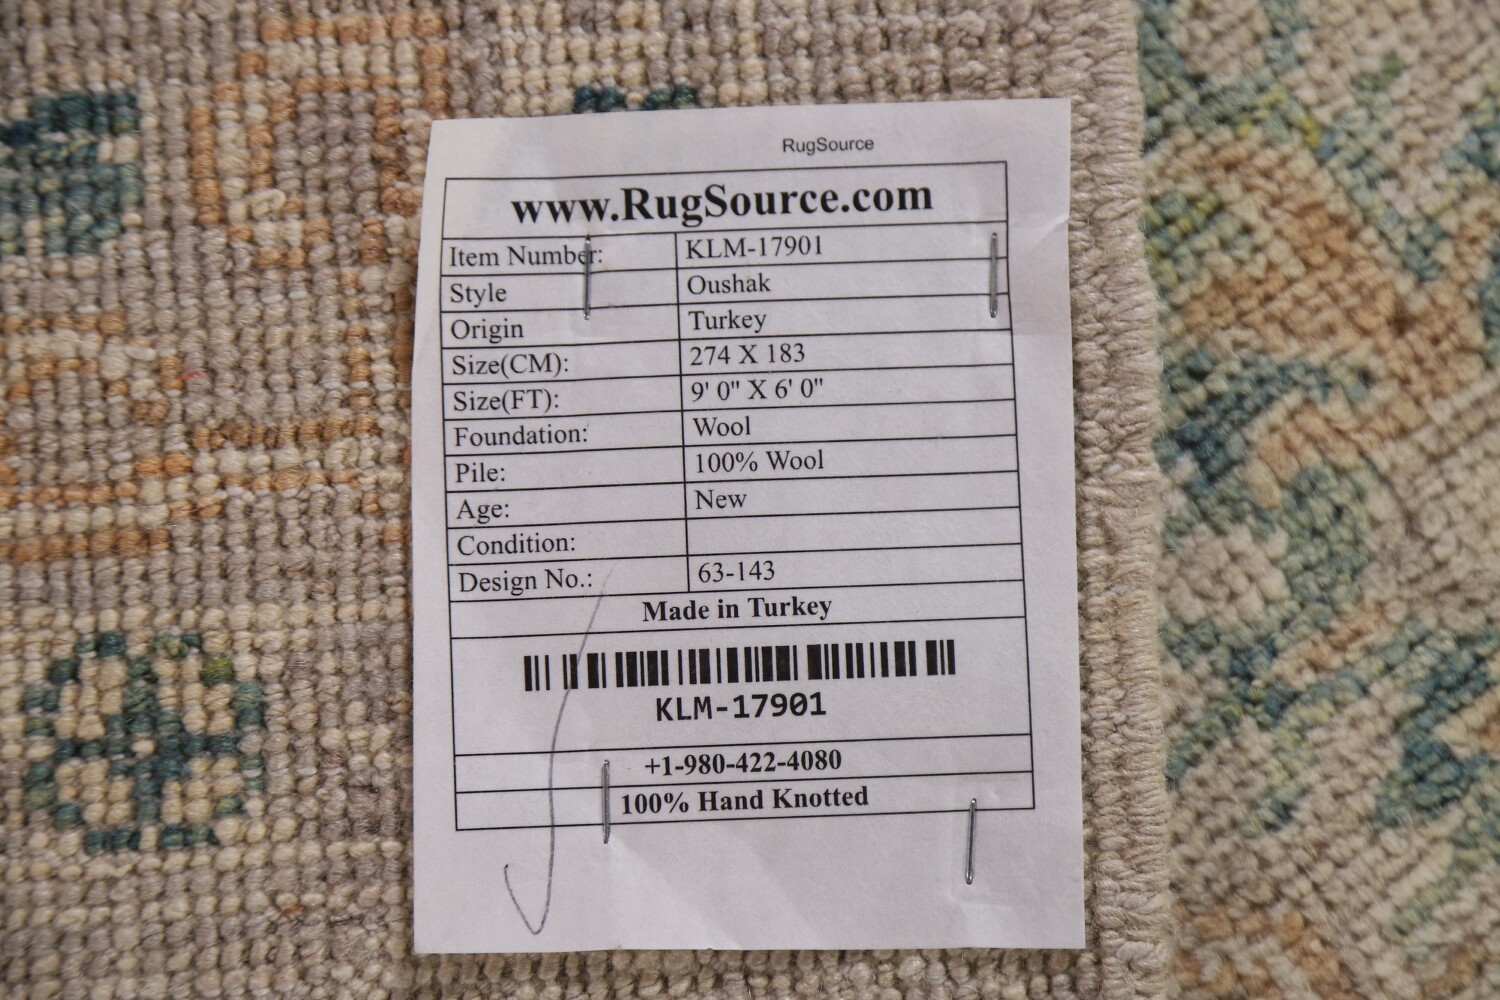 RugSource
www.RugSource.com
Item Number: KLM-17901
Style Oushak
Origin Turkey
Size(CM): 274 X 183
Size(FT): 9' 0" X 6' 0"
Foundation: Wool
Pile: 100% Wool
Age: New
Condition:
Design No.: 63-143
Made in Turkey
KLM-17901
+1-980-422-4080
100% Hand Knotted